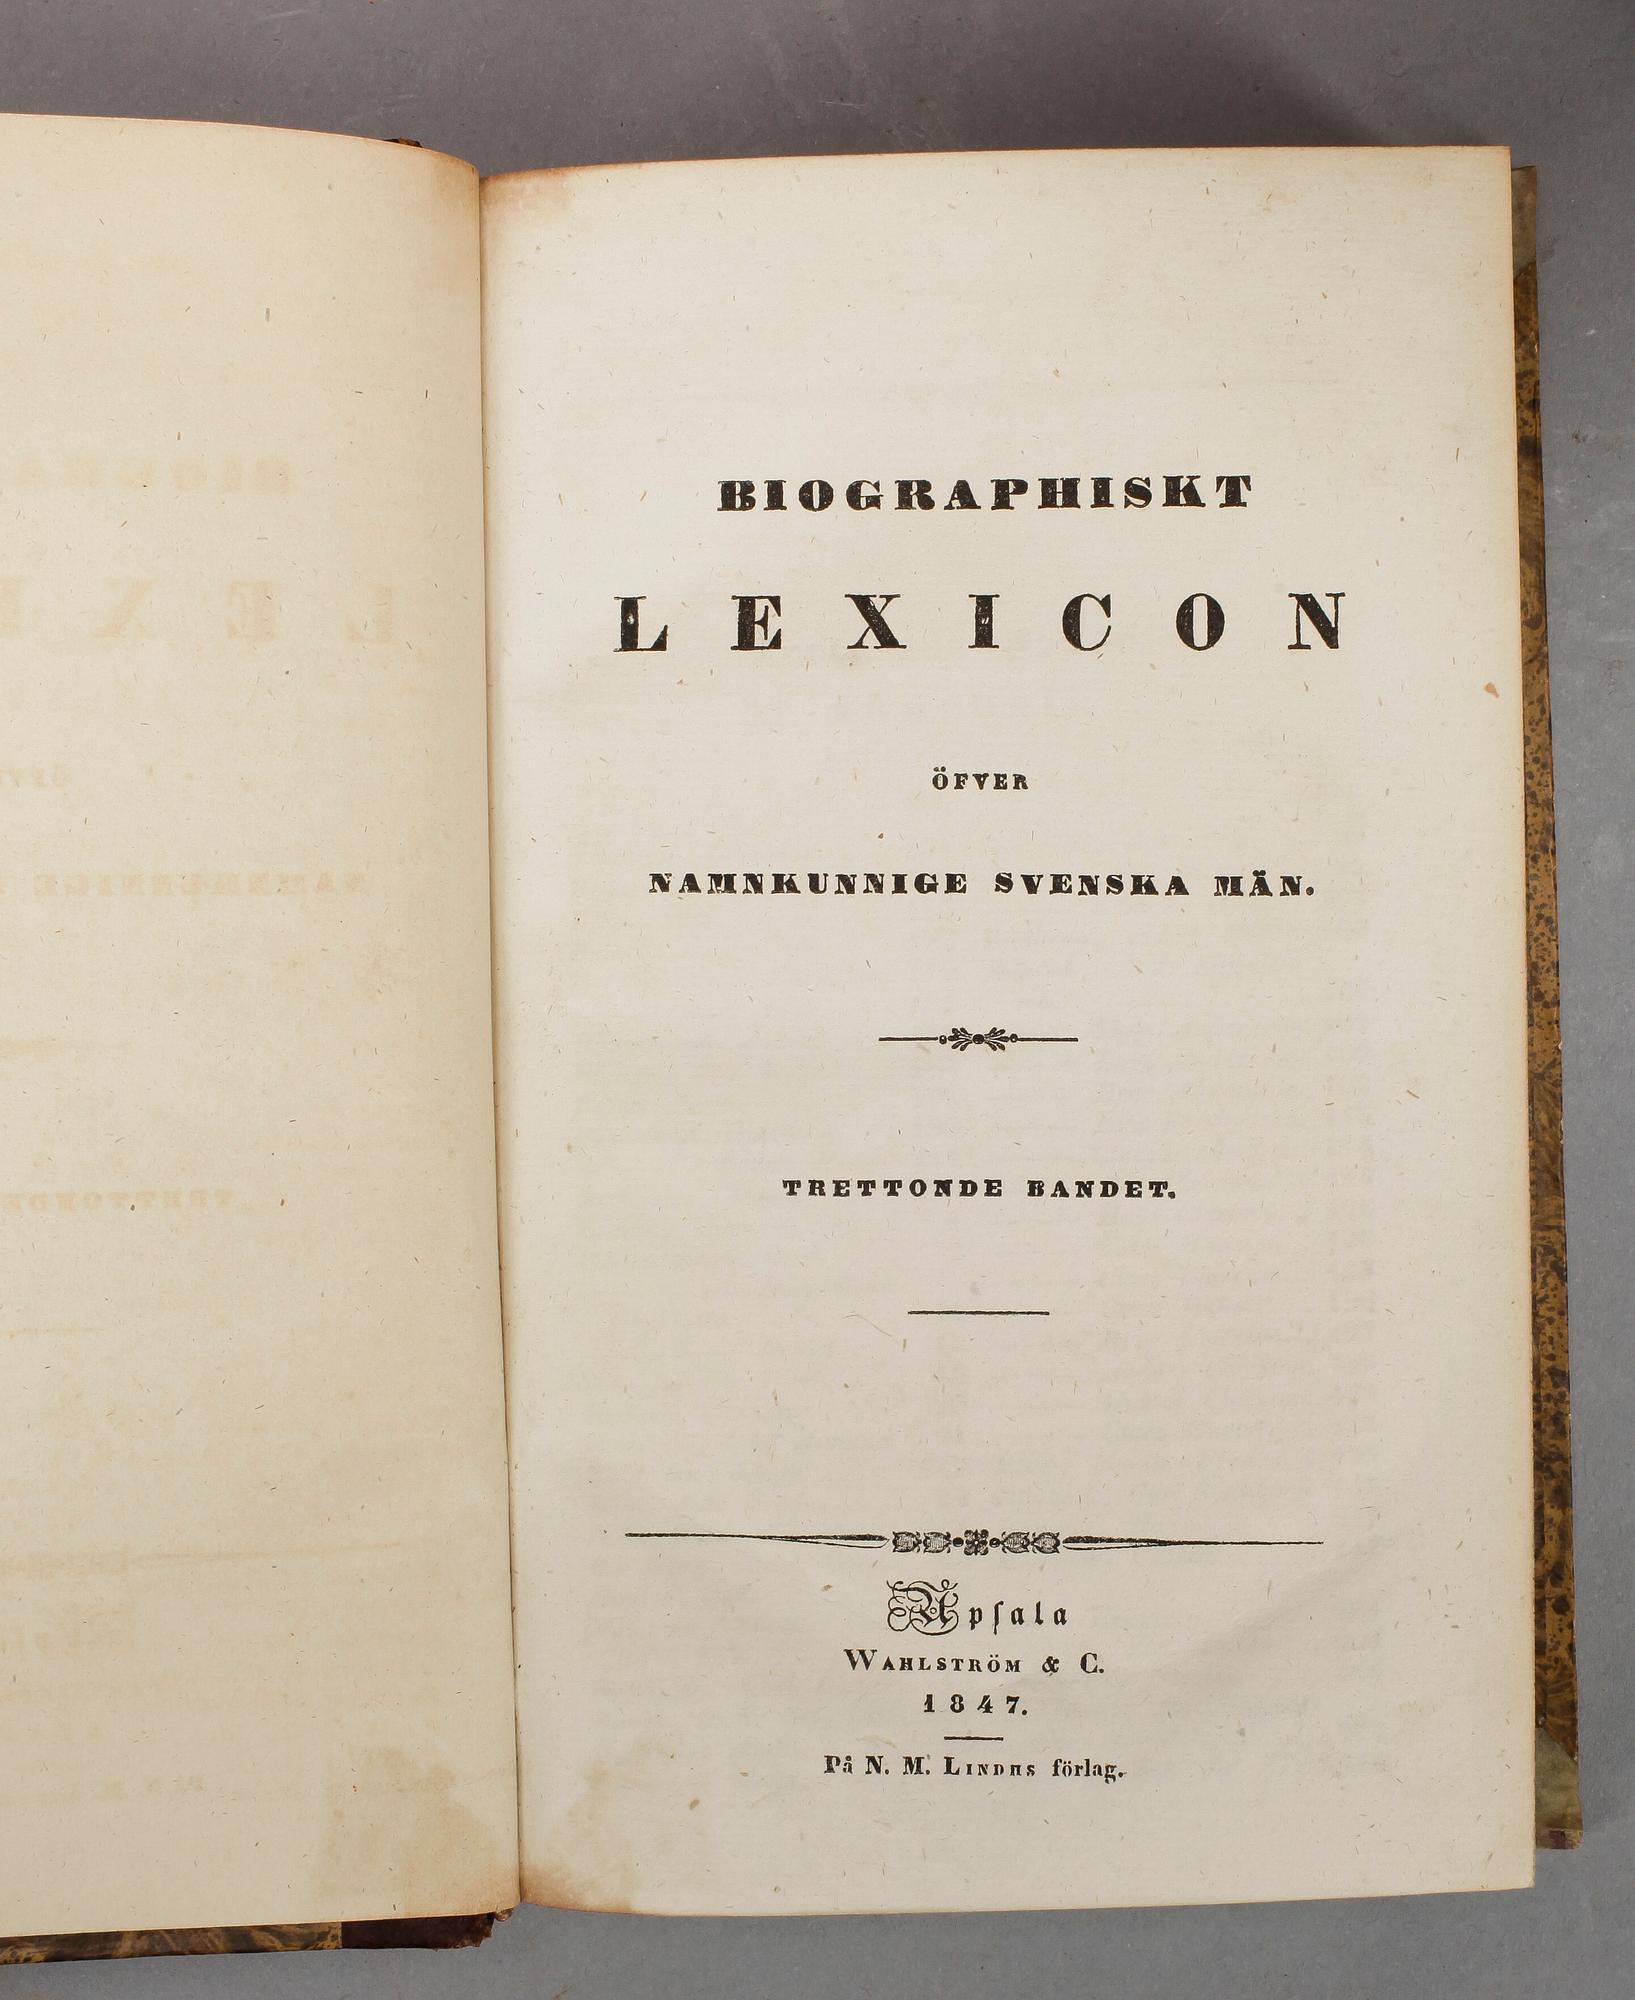 BIOGRAPHISKT
LEXICON
ÖFVER
NAMNKUNNIGE SVENSKA MÄN.
TRETTONDE BANDET.
Upſala
WAHLSTRÖM & C.
1847.
På N. M. LINDHS förlag.